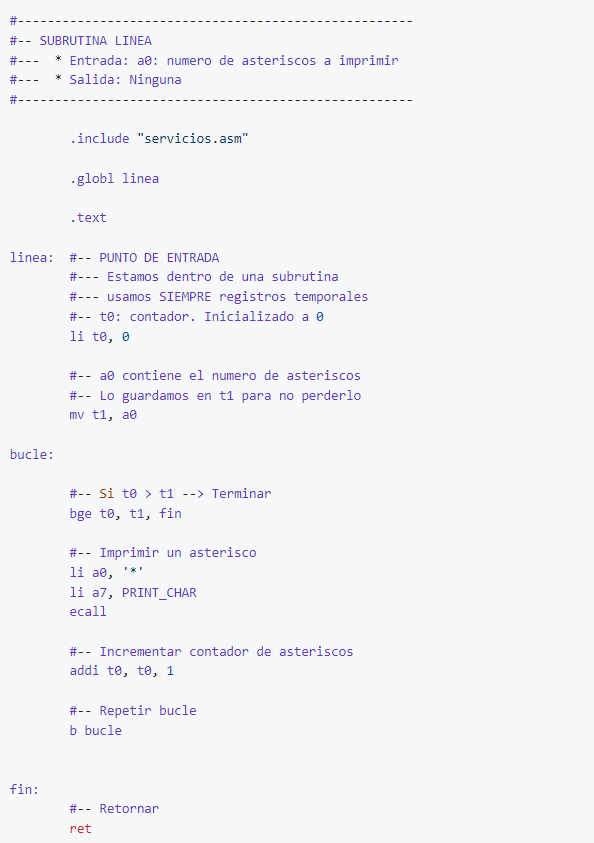 #-----------------------------------------------------
#-- SUBRUTINA LINEA
#---  * Entrada: a0: numero de asteriscos a imprimir
#---  * Salida: Ninguna
#-----------------------------------------------------
.include "servicios.asm"
.globl linea
.text
linea:  #-- PUNTO DE ENTRADA
#--- Estamos dentro de una subrutina
#--- usamos SIEMPRE registros temporales
#-- t0: contador. Inicializado a 0
li t0, 0
#-- a0 contiene el numero de asteriscos
#-- Lo guardamos en t1 para no perderlo
mv t1, a0
bucle:
#-- Si t0 > t1 --> Terminar
bge t0, t1, fin
#-- Imprimir un asterisco
li a0, '*'
li a7, PRINT_CHAR
ecall
#-- Incrementar contador de asteriscos
addi t0, t0, 1
#-- Repetir bucle
b bucle
fin:
#-- Retornar
ret